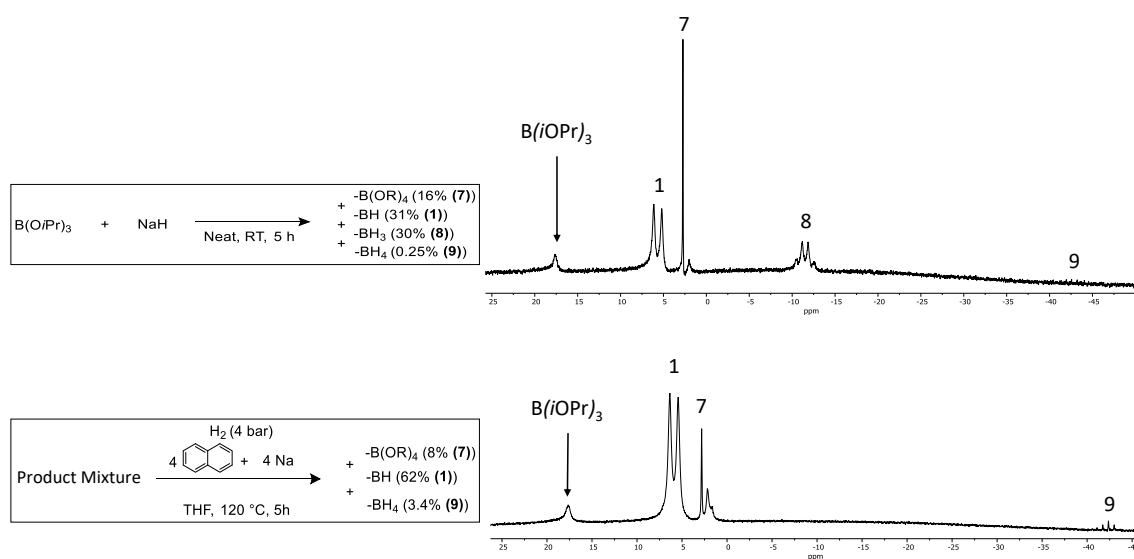 7
B(iOPr)3
1
8
9
B(OiPr)3 + NaH
Neat, RT, 5 h
-B(OR)4 (16% (7))
+
-BH (31% (1))
+
-BH3 (30% (8))
+
-BH4 (0.25% (9))
+
25 20 15 10 5 0 -5 -10 -15 -20 -25 -30 -35 -40 -45
ppm
1
B(iOPr)3
7
9
Product Mixture
H2 (4 bar)
4 + 4 Na
THF, 120 °C, 5h
-B(OR)4 (8% (7))
+
-BH (62% (1))
+
-BH4 (3.4% (9))
25 20 15 10 5 0 -5 -10 -15 -20 -25 -30 -35 -40
ppm